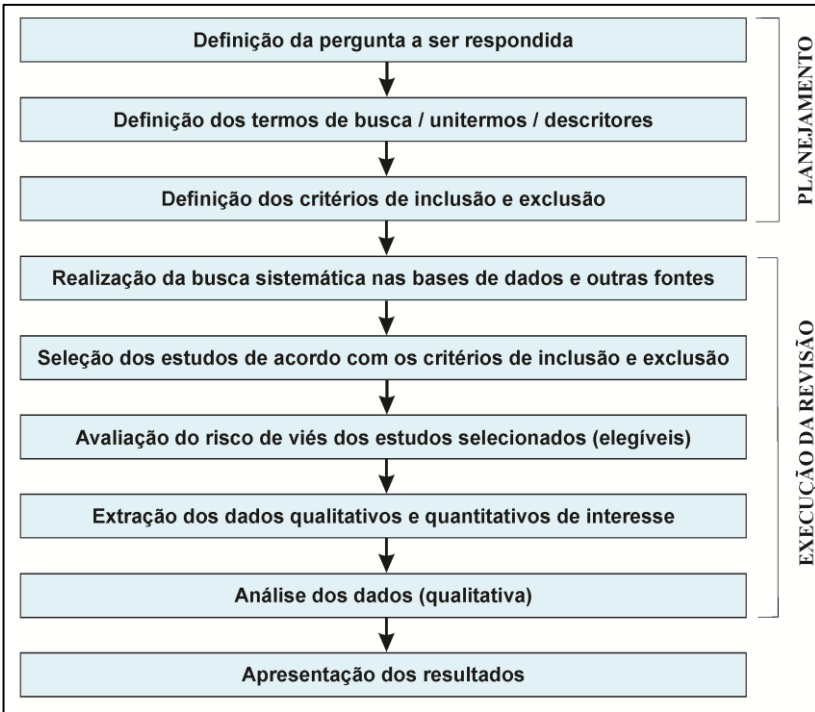 Definição da pergunta a ser respondida
Definição dos termos de busca / unitermos / descritores
Definição dos critérios de inclusão e exclusão
PLANEJAMENTO
Realização da busca sistemática nas bases de dados e outras fontes
Seleção dos estudos de acordo com os critérios de inclusão e exclusão
Avaliação do risco de viés dos estudos selecionados (elegíveis)
Extração dos dados qualitativos e quantitativos de interesse
Análise dos dados (qualitativa)
EXECUÇÃO DA REVISÃO
Apresentação dos resultados